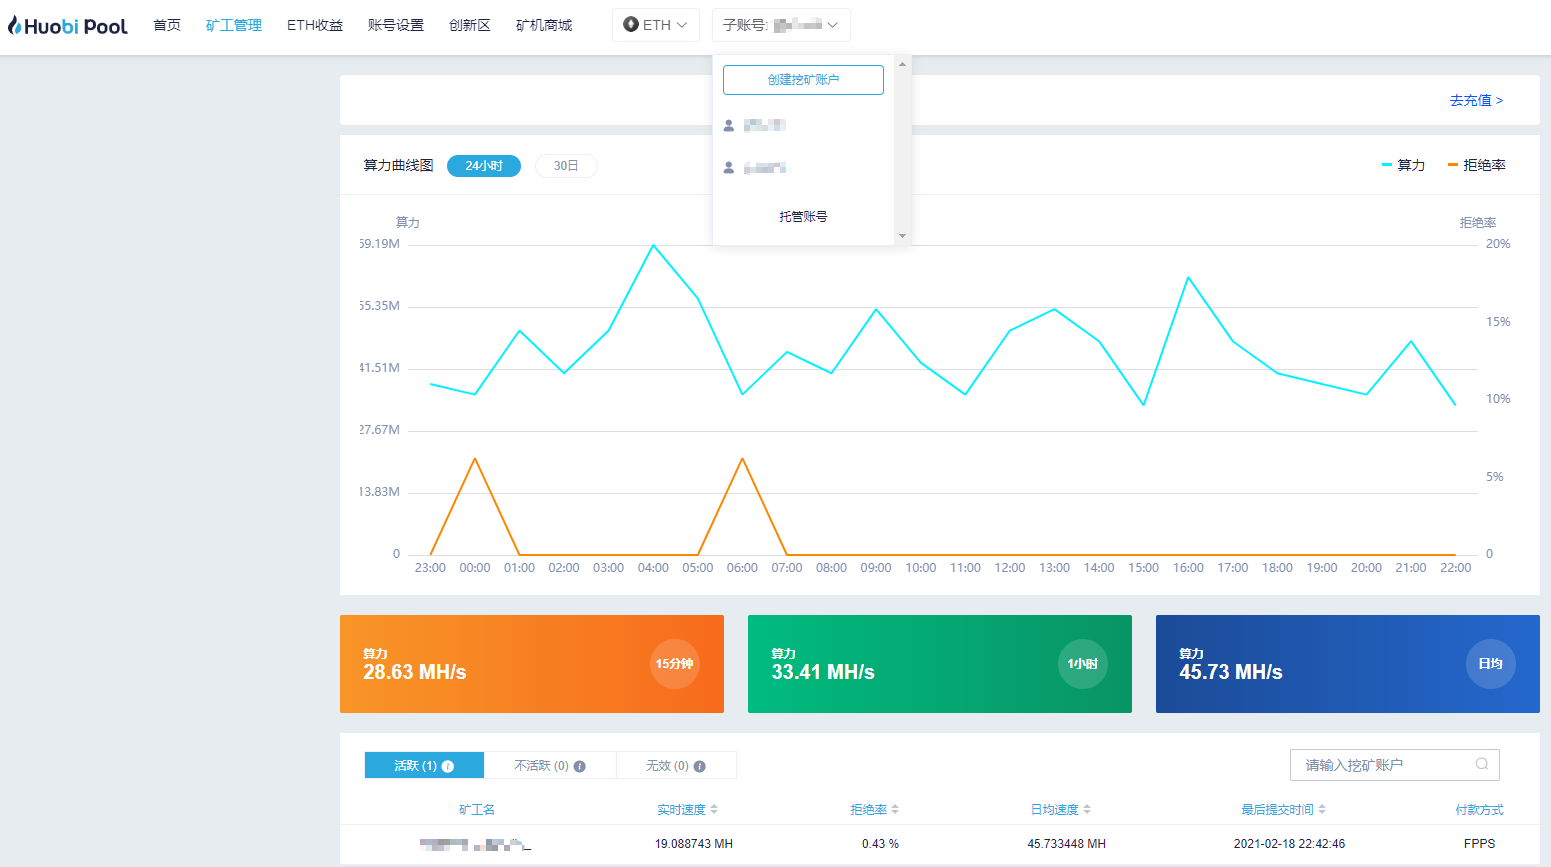 Huobi Pool 首页 矿工管理 ETH收益 账号设置 创新区 矿机商城 ETH 子账号:
创建挖矿账户
托管账号
去充值 >
算力曲线图 24小时 30日 算力 拒绝率
算力 拒绝率
69.19M 20%
55.35M 15%
41.51M 10%
27.67M
13.83M 5%
0 0
23:00 00:00 01:00 02:00 03:00 04:00 05:00 06:00 07:00 08:00 09:00 10:00 11:00 12:00 13:00 14:00 15:00 16:00 17:00 18:00 19:00 20:00 21:00 22:00
算力
28.63 MH/s 15分钟
算力
33.41 MH/s 1小时
算力
45.73 MH/s 日均
活跃 (1) 不活跃 (0) 无效 (0) 请输入挖矿账户
矿工名 实时速度 拒绝率 日均速度 最后提交时间 付款方式
19.088743 MH 0.43 % 45.733448 MH 2021-02-18 22:42:46 FPPS